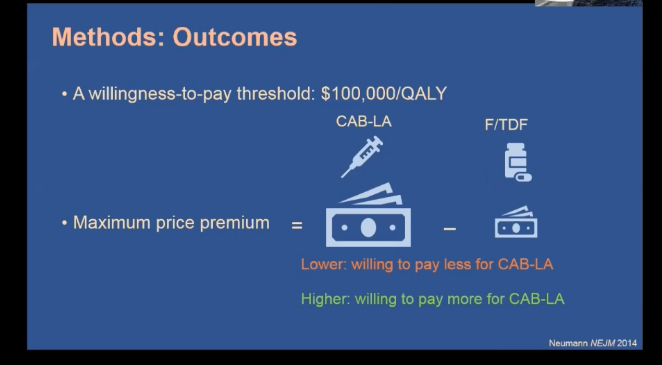 Methods: Outcomes
• A willingness-to-pay threshold: $100,000/QALY
CAB-LA
F/TDF
• Maximum price premium = –
Lower: willing to pay less for CAB-LA
Higher: willing to pay more for CAB-LA
Neumann NEJM 2014